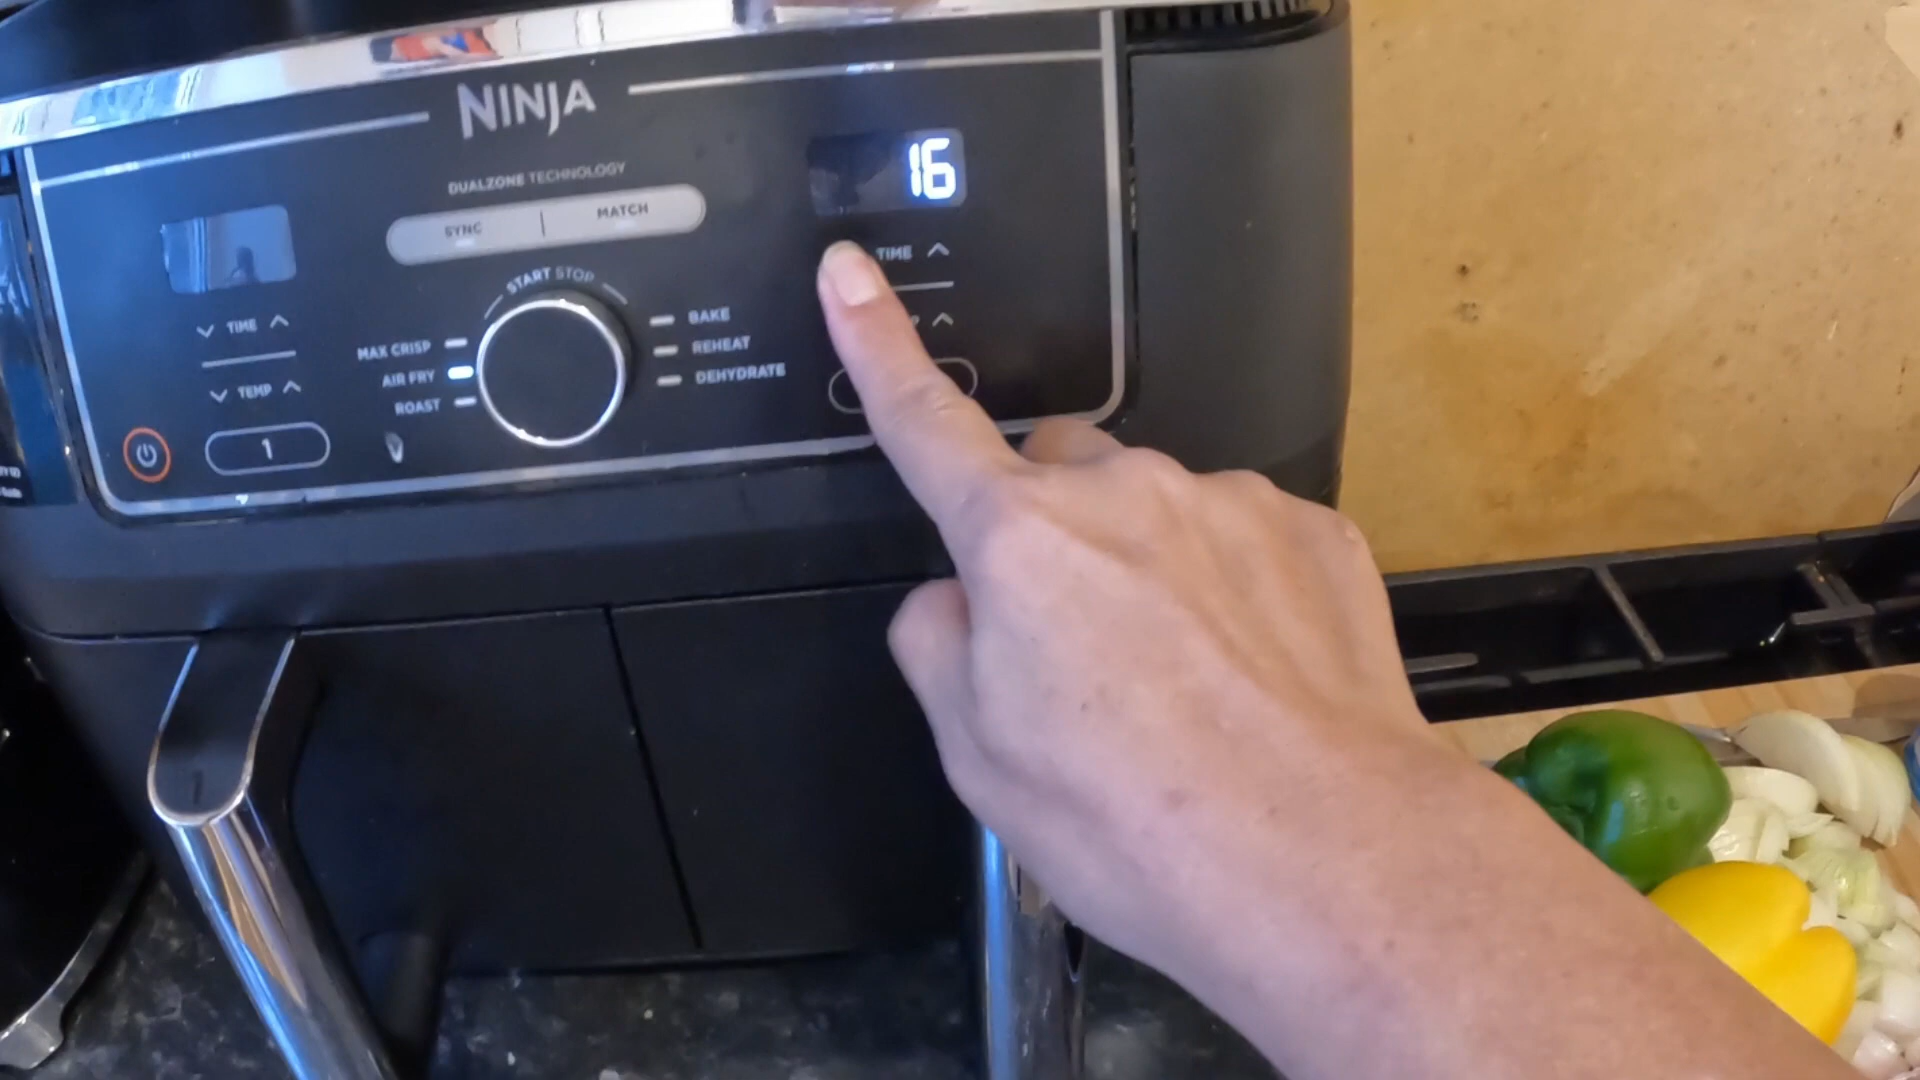 NINJA
DUALZONE TECHNOLOGY
SYNC | MATCH
16
TIME
START STOP
TIME
MAX CRISP
AIR FRY
ROAST
BAKE
REHEAT
DEHYDRATE
TEMP
1